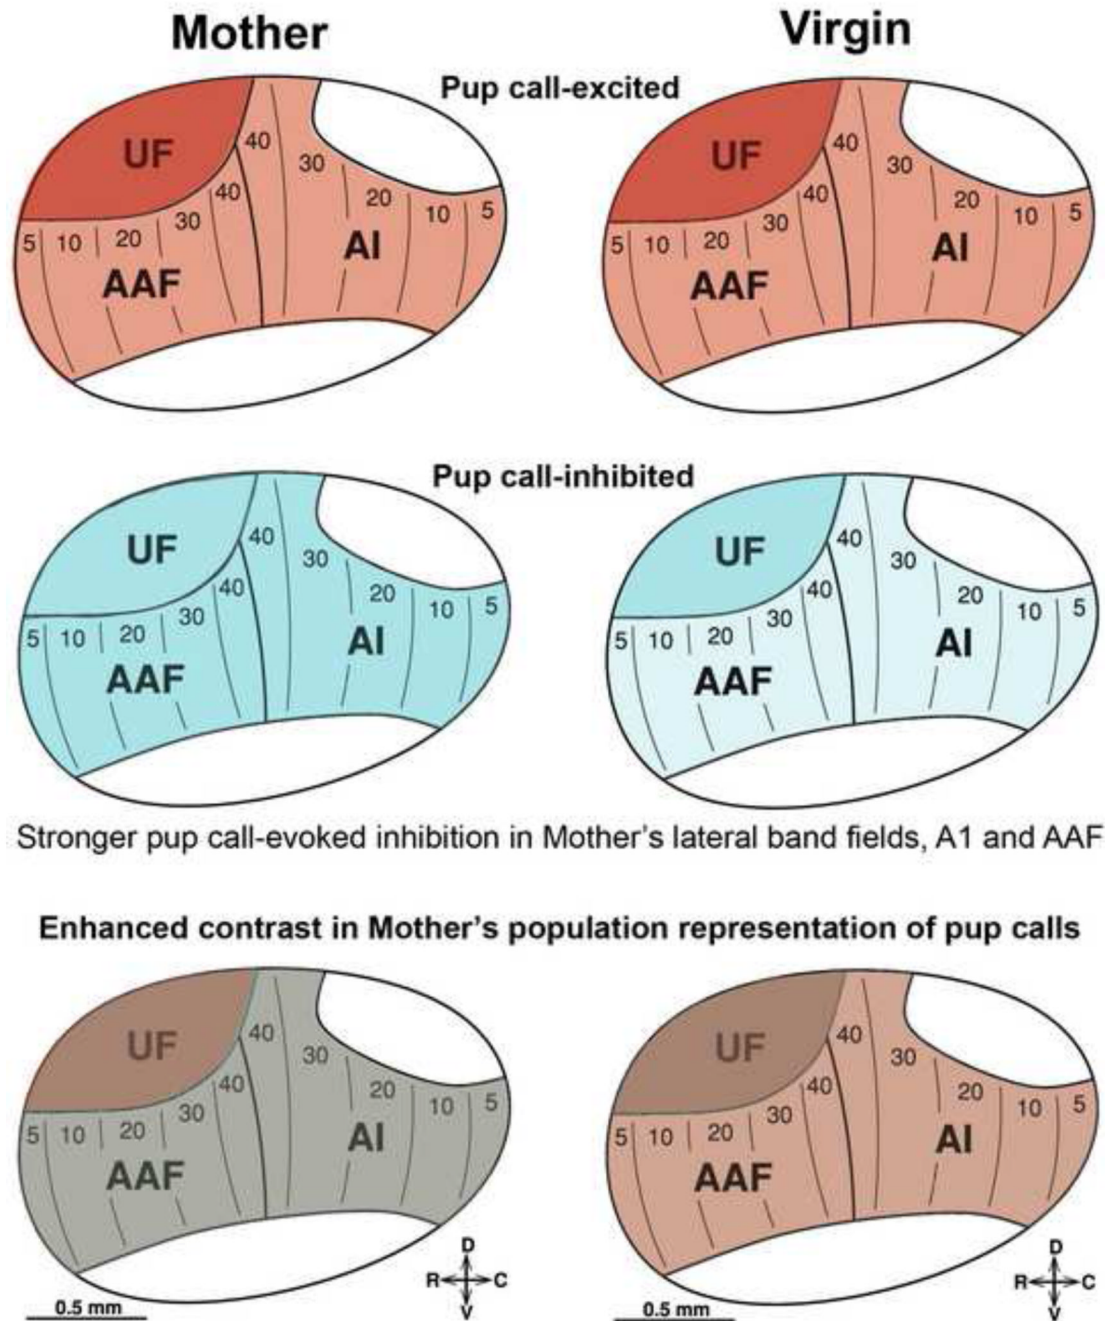 Mother Virgin
Pup call-excited
UF 40 30 20 10 5
40 30 20 10 5
AAF AI
UF 40 30 20 10 5
40 30 20 10 5
AAF AI
Pup call-inhibited
UF 40 30 20 10 5
40 30 20 10 5
AAF AI
UF 40 30 20 10 5
40 30 20 10 5
AAF AI
Stronger pup call-evoked inhibition in Mother’s lateral band fields, A1 and AAF
Enhanced contrast in Mother’s population representation of pup calls
UF 40 30 20 10 5
5 10 20 30 40
AAF AI
D
R C
V
0.5 mm
UF 40 30 20 10 5
5 10 20 30 40
AAF AI
D
R C
V
0.5 mm